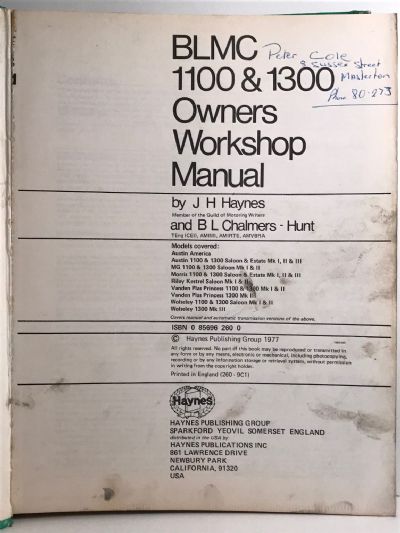 BLMC
1100 & 1300
Owners
Workshop
Manual
Peter Cole
8 Sussex Street
Masterton
Phone 80-273
by J H Haynes
Member of the Guild of Motoring Writers
and B L Chalmers - Hunt
TEng (CEI), AMIMI, AMIRTE, AMVBRA
Models covered:
Austin America
Austin 1100 & 1300 Saloon & Estate Mk I, II & III
MG 1100 & 1300 Saloon Mk I & II
Morris 1100 & 1300 Saloon & Estate Mk I, II & III
Riley Kestrel Saloon Mk I & II
Vanden Plas Princess 1100 & 1300 Mk I & II
Vanden Plas Princess 1300 Mk III
Wolseley 1100 & 1300 Saloon Mk I & II
Wolseley 1300 Mk III
Covers manual and automatic transmission versions of the above.
ISBN 0 85696 260 0
© Haynes Publishing Group 1977
All rights reserved. No part of this book may be reproduced or transmitted in
any form or by any means, electronic or mechanical, including photocopying,
recording or by any information storage or retrieval system, without permission
in writing from the copyright holder.
Printed in England (260 - 9C1)
Haynes
HAYNES PUBLISHING GROUP
SPARKFORD YEOVIL SOMERSET ENGLAND
distributed in the USA by
HAYNES PUBLICATIONS INC
861 LAWRENCE DRIVE
NEWBURY PARK
CALIFORNIA, 91320
USA